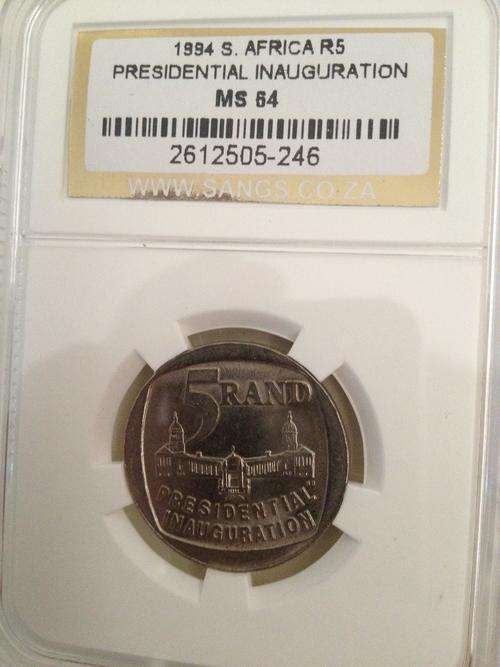 1994 S. AFRICA R5
PRESIDENTIAL INAUGURATION
MS 64
2612505-246
WWW.SANGS.CO.ZA
5 RAND
PRESIDENTIAL
INAUGURATION